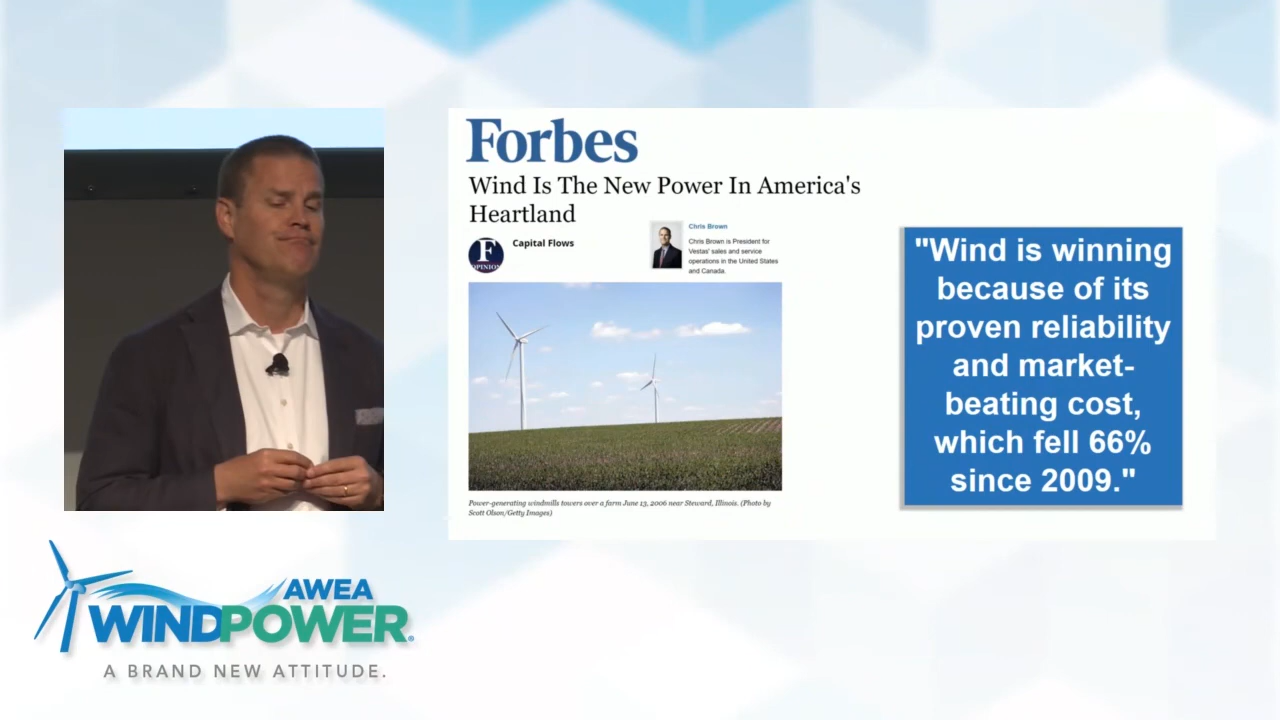 Forbes
Wind Is The New Power In America's
Heartland
F
OPINION
Capital Flows
Chris Brown
Chris Brown is President for
Vestas' sales and service
operations in the United States
and Canada.
Power-generating windmills towers over a farm June 13, 2006 near Steward, Illinois. (Photo by
Scott Olson/Getty Images)
"Wind is winning
because of its
proven reliability
and market-
beating cost,
which fell 66%
since 2009."
AWEA
WINDPOWER®
A BRAND NEW ATTITUDE.